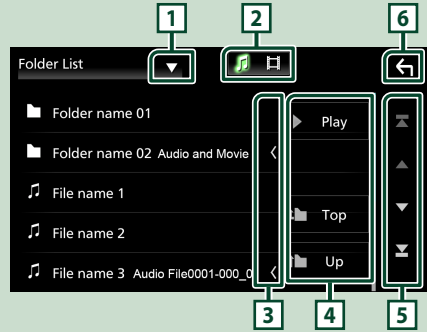 1 2 6
Folder List
Folder name 01
Play
Folder name 02 Audio and Movie
File name 1
File name 2
Top
File name 3 Audio File0001-000_0
Up
3 4 5